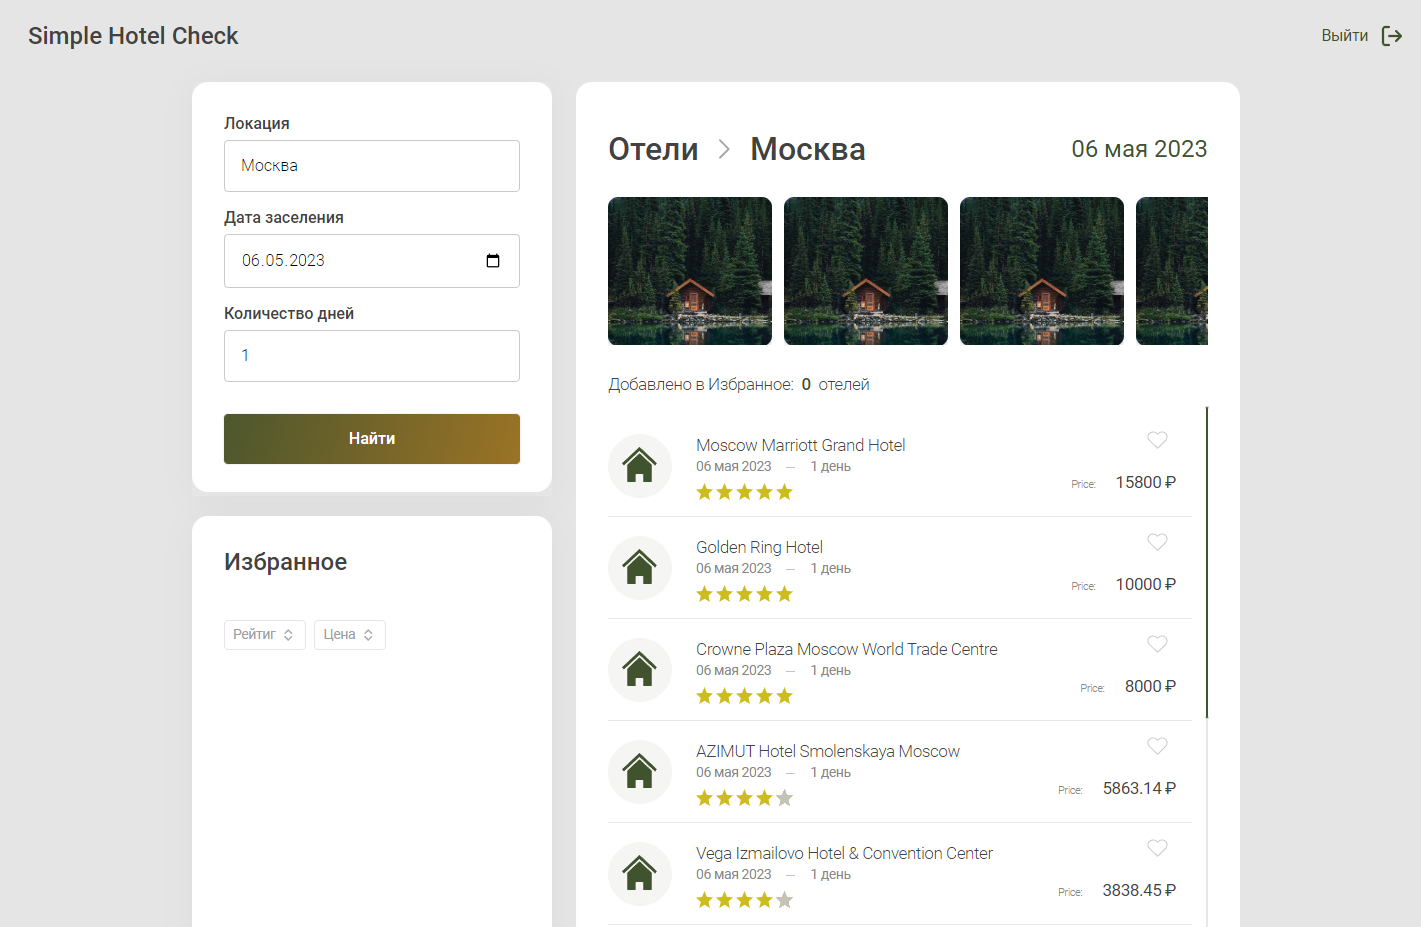 Simple Hotel Check
Выйти
Локация
Москва
Дата заселения
06.05.2023
Количество дней
1
Найти
Избранное
Рейтиг
Цена
Отели
Москва
06 мая 2023
Добавлено в Избранное: 0 отелей
Moscow Marriott Grand Hotel
06 мая 2023 — 1 день
Price: 15800 ₽
Golden Ring Hotel
06 мая 2023 — 1 день
Price: 10000 ₽
Crowne Plaza Moscow World Trade Centre
06 мая 2023 — 1 день
Price: 8000 ₽
AZIMUT Hotel Smolenskaya Moscow
06 мая 2023 — 1 день
Price: 5863.14 ₽
Vega Izmailovo Hotel & Convention Center
06 мая 2023 — 1 день
Price: 3838.45 ₽